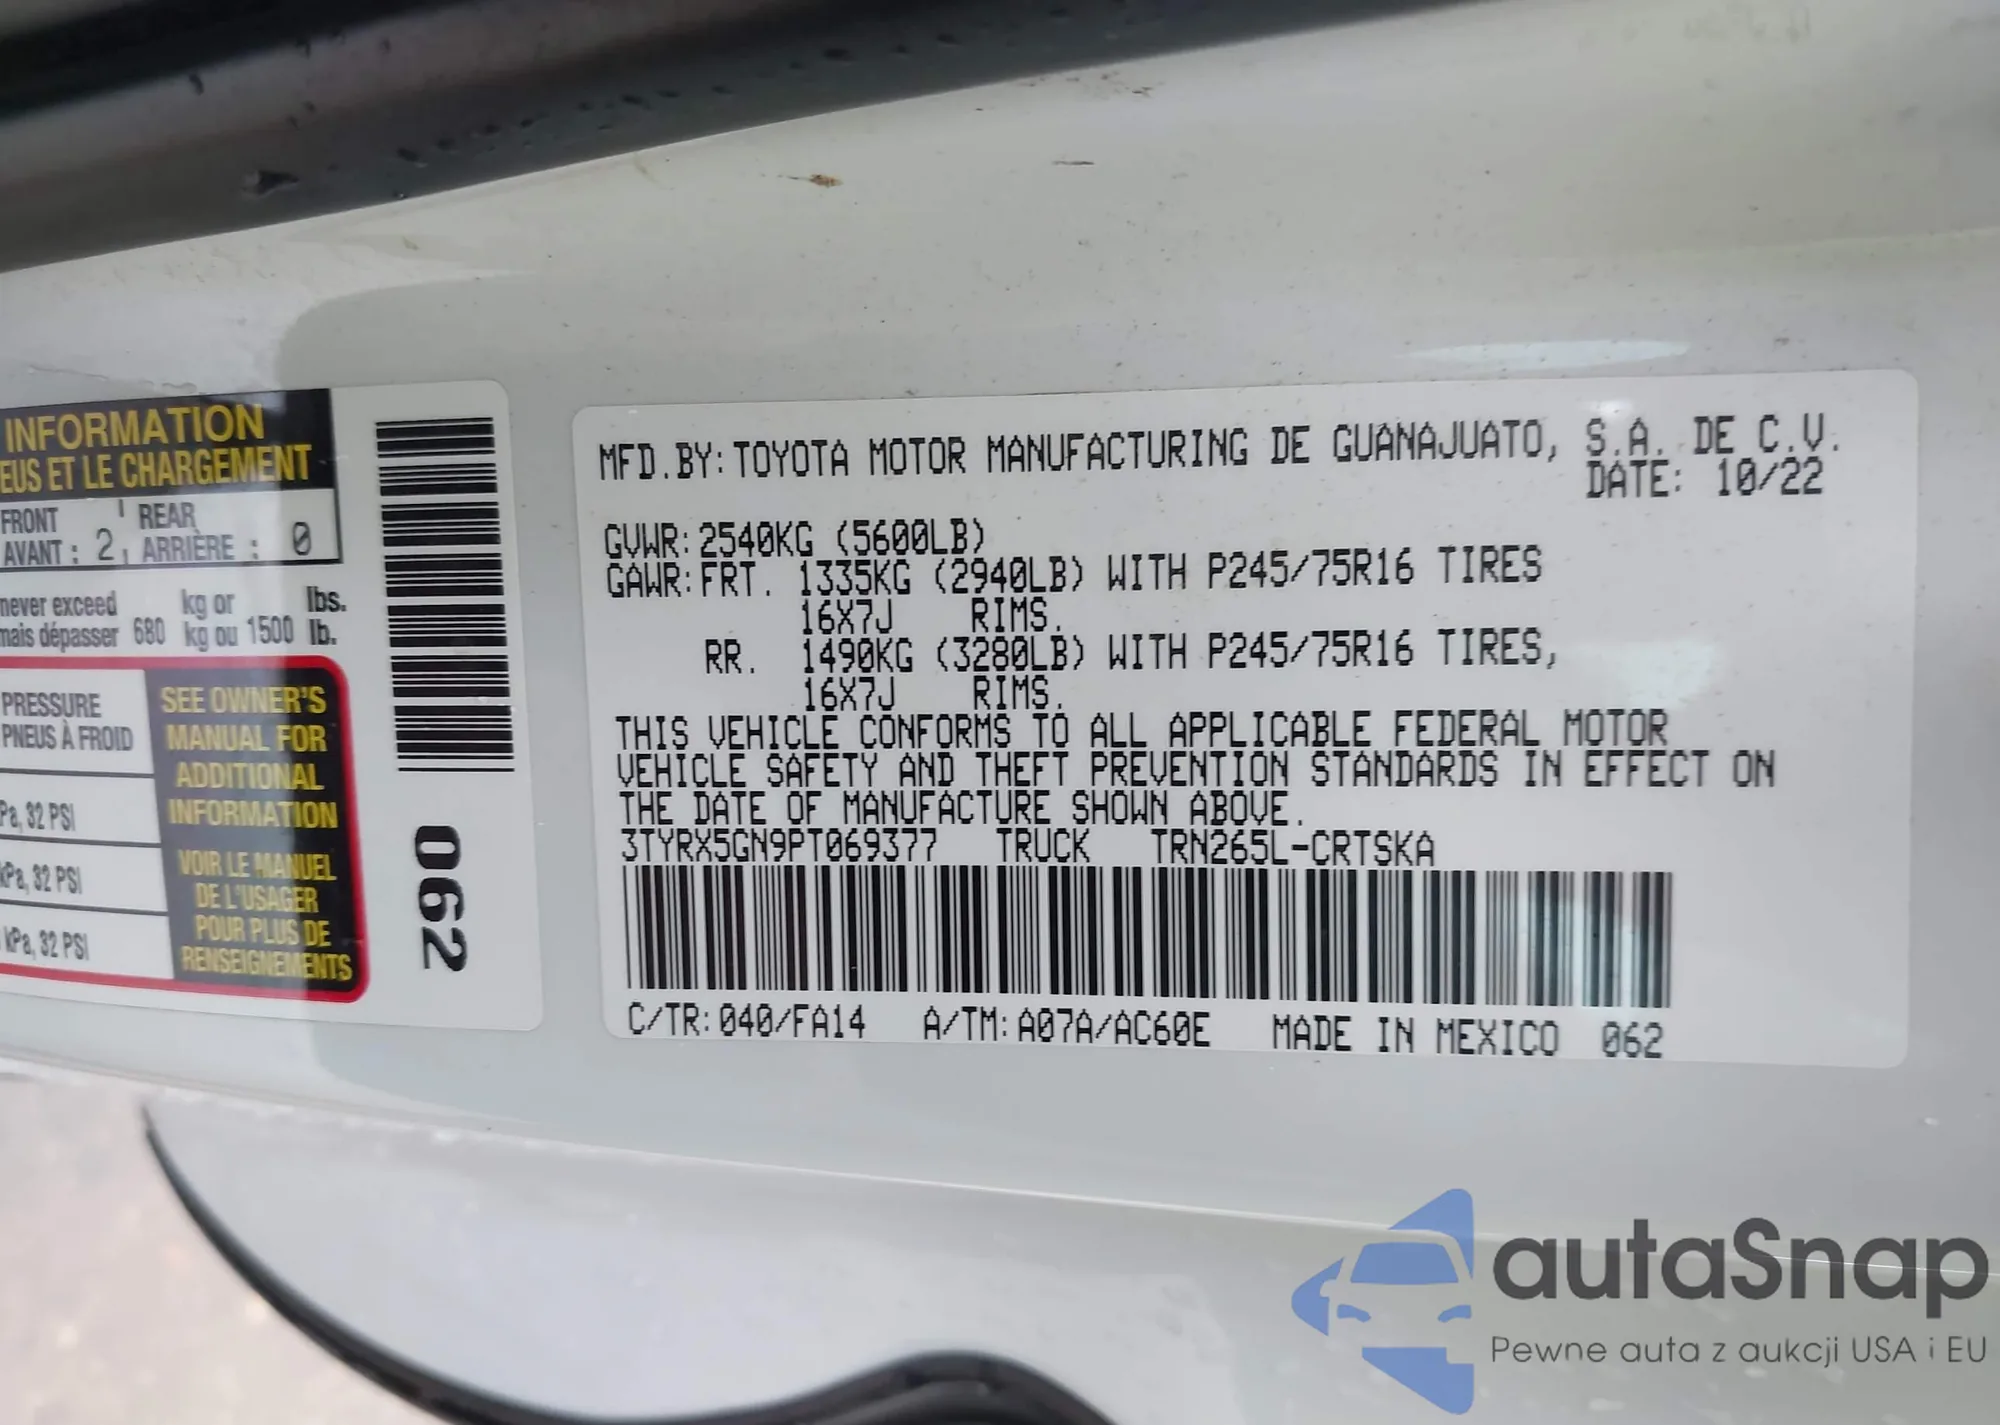 INFORMATION
EUS ET LE CHARGEMENT
FRONT REAR
AVANT : 2, ARRIÈRE : 0
never exceed kg or lbs.
mais dépasser 680 kg ou 1500 lb.
PRESSURE
PNEUS À FROID
Pa, 32 PSI
kPa, 32 PSI
kPa, 32 PSI
SEE OWNER'S
MANUAL FOR
ADDITIONAL
INFORMATION
VOIR LE MANUEL
DE L'USAGER
POUR PLUS DE
RENSEIGNEMENTS
062
MFD.BY: TOYOTA MOTOR MANUFACTURING DE GUANAJUATO, S.A. DE C.V.
DATE: 10/22
GVWR: 2540KG (5600LB)
GAWR: FRT. 1335KG (2940LB) WITH P245/75R16 TIRES
16X7J RIMS.
RR. 1490KG (3280LB) WITH P245/75R16 TIRES,
16X7J RIMS.
THIS VEHICLE CONFORMS TO ALL APPLICABLE FEDERAL MOTOR
VEHICLE SAFETY AND THEFT PREVENTION STANDARDS IN EFFECT ON
THE DATE OF MANUFACTURE SHOWN ABOVE.
3TYRX5GN9PT069377 TRUCK TRN265L-CRTSKA
C/TR: 040/FA14 A/TM: A07A/AC60E MADE IN MEXICO 062
autaSnap
Pewne auta z aukcji USA i EU